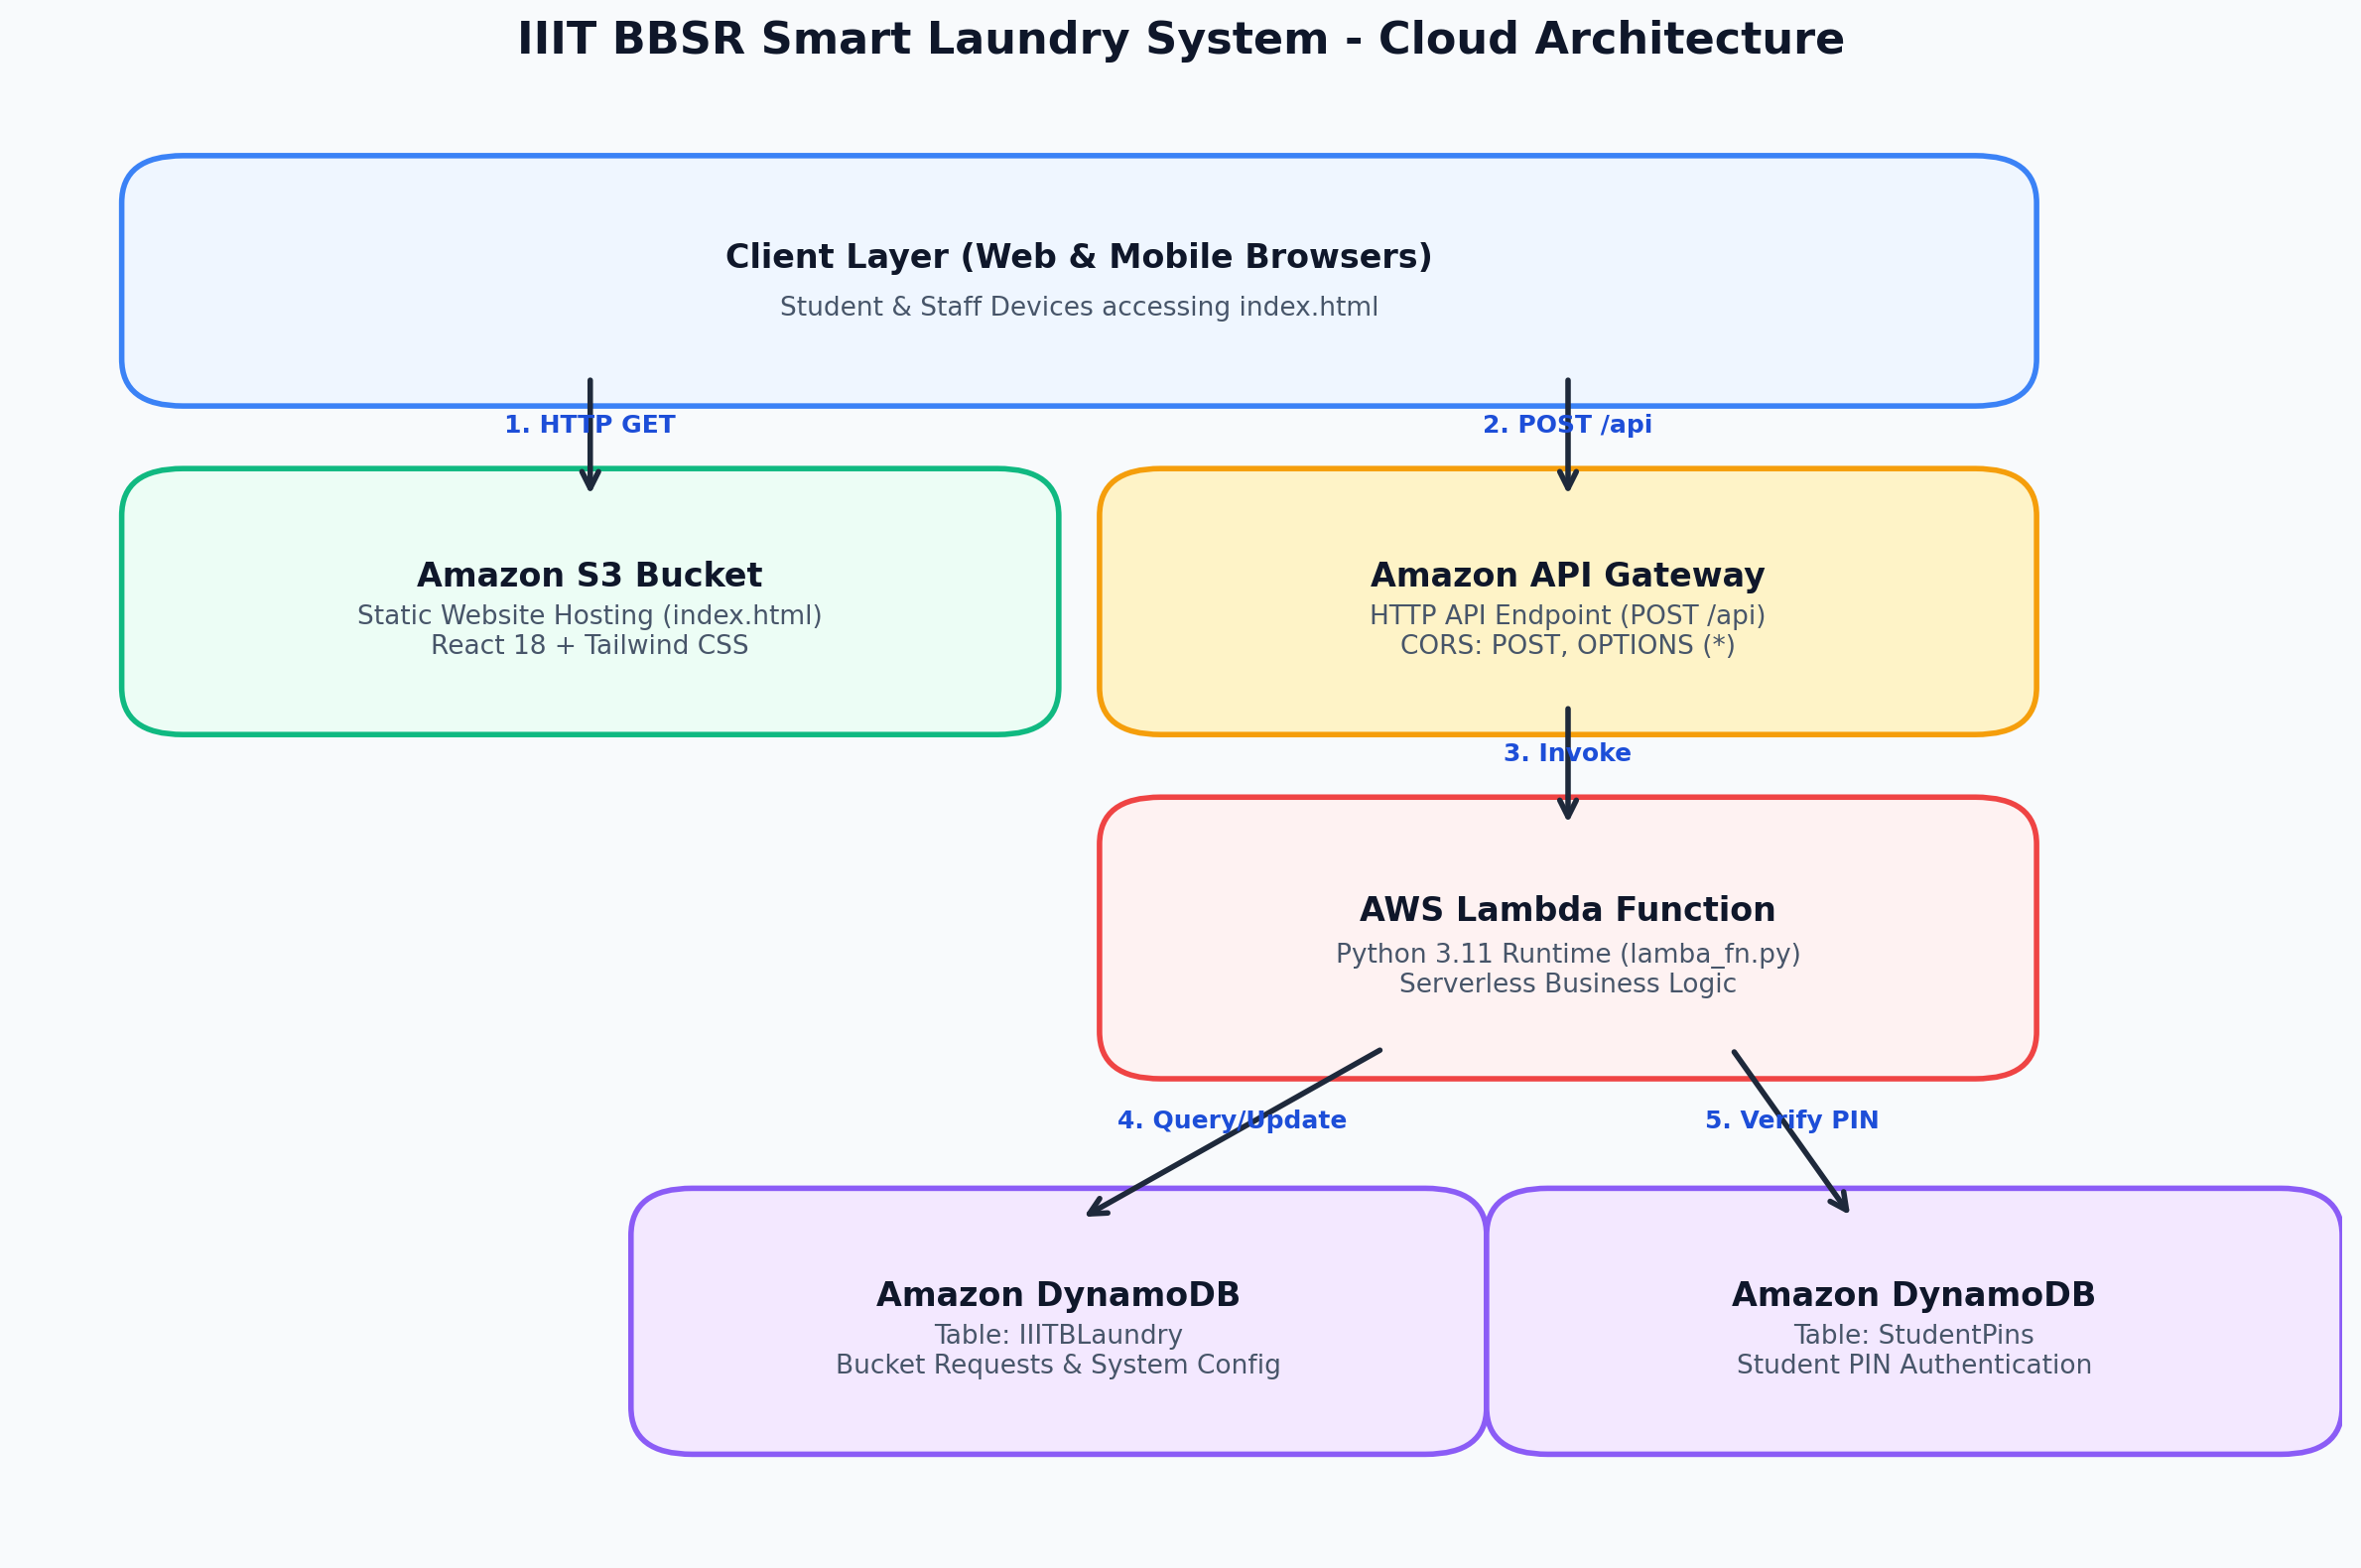 IIIT BBSR Smart Laundry System - Cloud Architecture
Client Layer (Web & Mobile Browsers)
Student & Staff Devices accessing index.html
1. HTTP GET
2. POST /api
Amazon S3 Bucket
Static Website Hosting (index.html)
React 18 + Tailwind CSS
Amazon API Gateway
HTTP API Endpoint (POST /api)
CORS: POST, OPTIONS (*)
3. Invoke
AWS Lambda Function
Python 3.11 Runtime (lamba_fn.py)
Serverless Business Logic
4. Query/Update
5. Verify PIN
Amazon DynamoDB
Table: IIITBLaundry
Bucket Requests & System Config
Amazon DynamoDB
Table: StudentPins
Student PIN Authentication